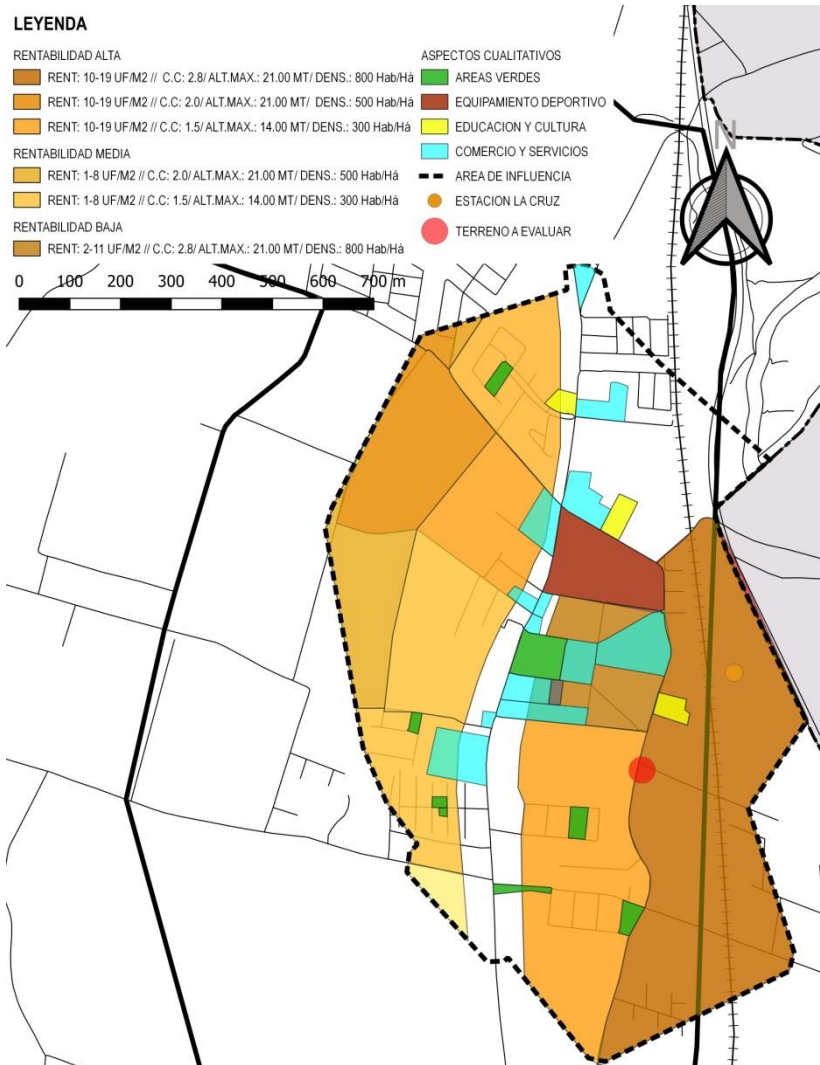 LEYENDA
RENTABILIDAD ALTA
RENT: 10-19 UF/M2 // C.C: 2.8/ ALT.MAX.: 21.00 MT/ DENS.: 800 Hab/Há
RENT: 10-19 UF/M2 // C.C: 2.0/ ALT.MAX.: 21.00 MT/ DENS.: 500 Hab/Há
RENT: 10-19 UF/M2 // C.C: 1.5/ ALT.MAX.: 14.00 MT/ DENS.: 300 Hab/Há
RENTABILIDAD MEDIA
RENT: 1-8 UF/M2 // C.C: 2.0/ ALT.MAX.: 21.00 MT/ DENS.: 500 Hab/Há
RENT: 1-8 UF/M2 // C.C: 1.5/ ALT.MAX.: 14.00 MT/ DENS.: 300 Hab/Há
RENTABILIDAD BAJA
RENT: 2-11 UF/M2 // C.C: 2.8/ ALT.MAX.: 21.00 MT/ DENS.: 800 Hab/Há
ASPECTOS CUALITATIVOS
AREAS VERDES
EQUIPAMIENTO DEPORTIVO
EDUCACION Y CULTURA
COMERCIO Y SERVICIOS
AREA DE INFLUENCIA
ESTACION LA CRUZ
TERRENO A EVALUAR
N
0 100 200 300 400 500 600 700 m